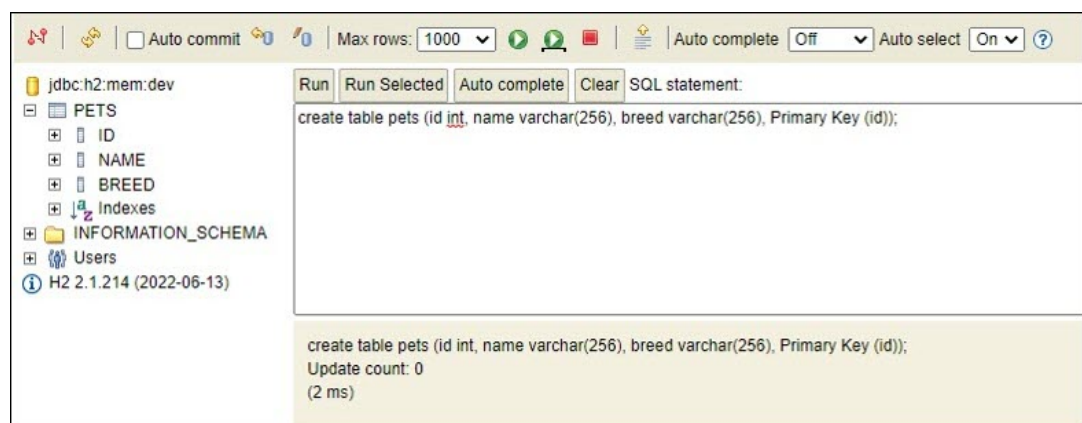 Auto commit Max rows: 1000 Auto complete Off Auto select On ?
jdbc:h2:mem:dev
PETS
ID
NAME
BREED
Indexes
INFORMATION_SCHEMA
Users
H2 2.1.214 (2022-06-13)
Run Run Selected Auto complete Clear SQL statement:
create table pets (id int, name varchar(256), breed varchar(256), Primary Key (id));
create table pets (id int, name varchar(256), breed varchar(256), Primary Key (id));
Update count: 0
(2 ms)